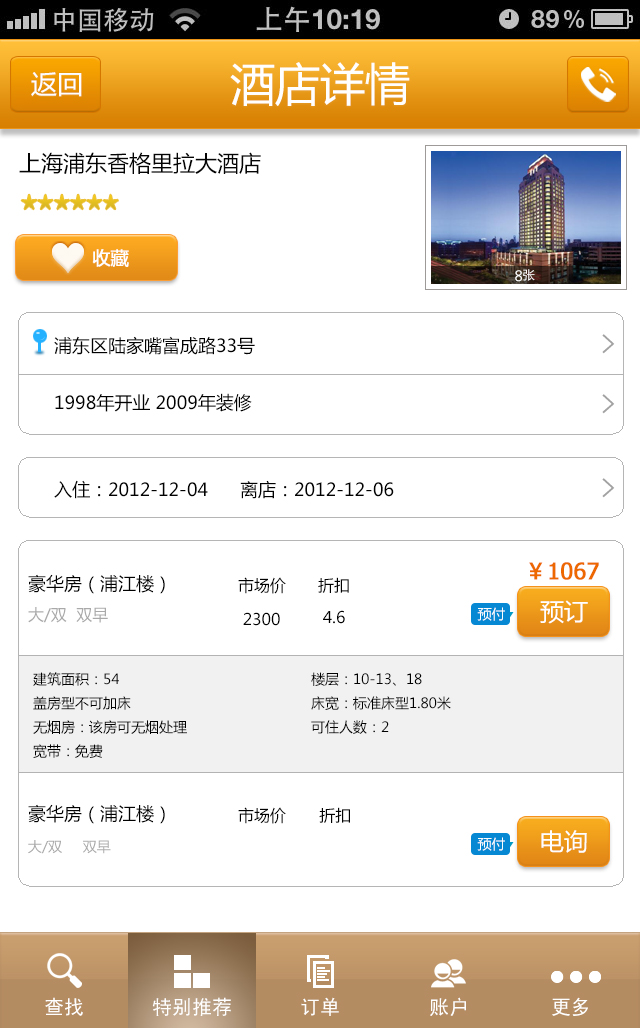 中国移动 上午10:19 89%
返回 酒店详情
上海浦东香格里拉大酒店
收藏
8张
浦东区陆家嘴富成路33号
1998年开业 2009年装修
入住：2012-12-04 离店：2012-12-06
豪华房（浦江楼） 市场价 折扣 ¥1067
大/双 双早 2300 4.6 预付 预订
建筑面积：54 楼层：10-13、18
盖房型不可加床 床宽：标准床型1.80米
无烟房：该房可无烟处理 可住人数：2
宽带：免费
豪华房（浦江楼） 市场价 折扣
大/双 双早 预付 电询
查找 特别推荐 订单 账户 更多